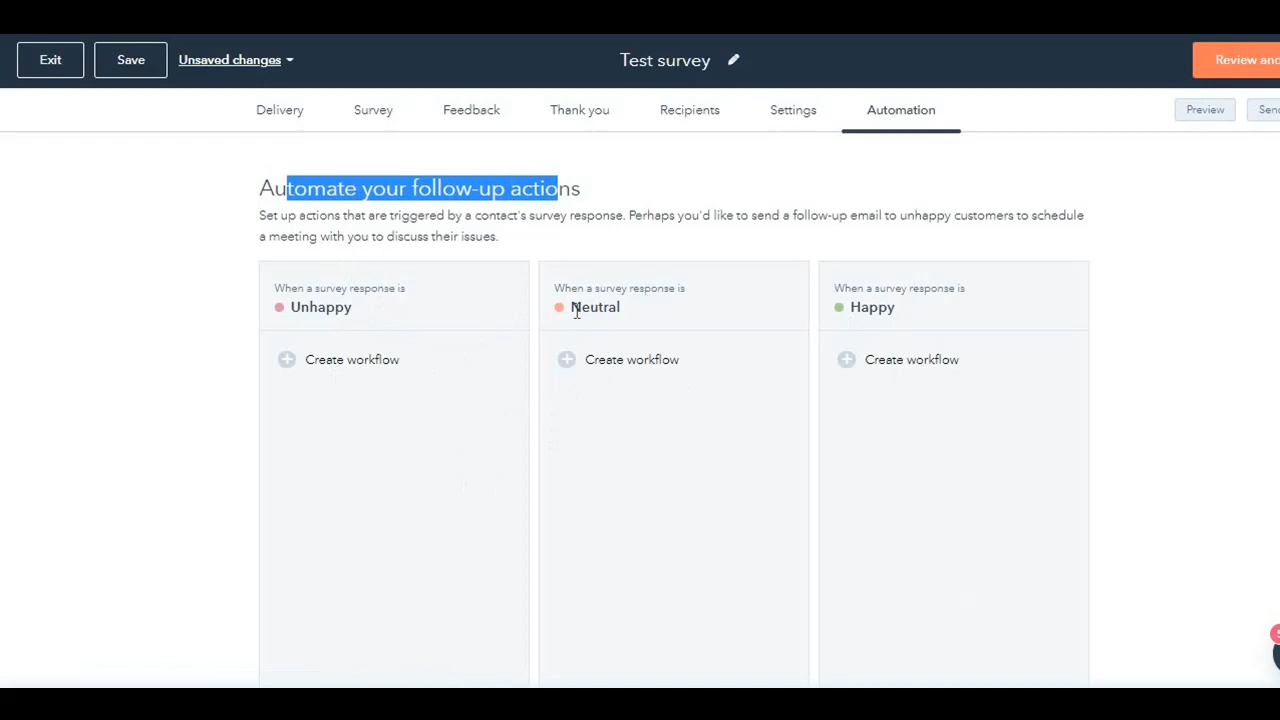 Exit
Save
Unsaved changes
Test survey
Review and
Delivery
Survey
Feedback
Thank you
Recipients
Settings
Automation
Preview
Sen
Automate your follow-up actions
Set up actions that are triggered by a contact's survey response. Perhaps you'd like to send a follow-up email to unhappy customers to schedule
a meeting with you to discuss their issues.
When a survey response is
Unhappy
Create workflow
When a survey response is
Neutral
Create workflow
When a survey response is
Happy
Create workflow